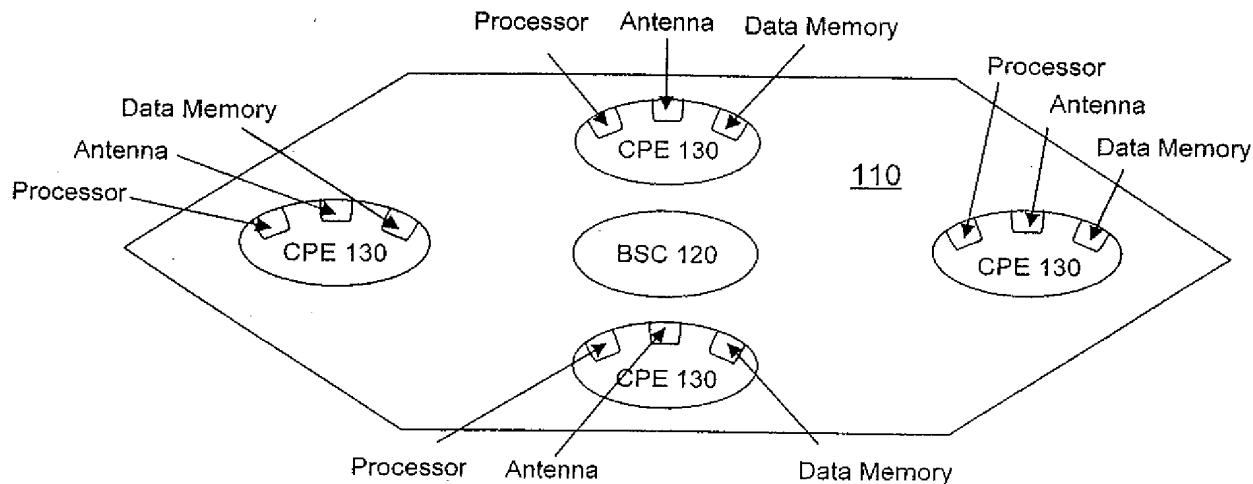 Processor Antenna Data Memory
Processor
Antenna
Data Memory
Data Memory
Antenna
Processor
CPE 130
110
CPE 130
BSC 120
CPE 130
CPE 130
Processor Antenna Data Memory